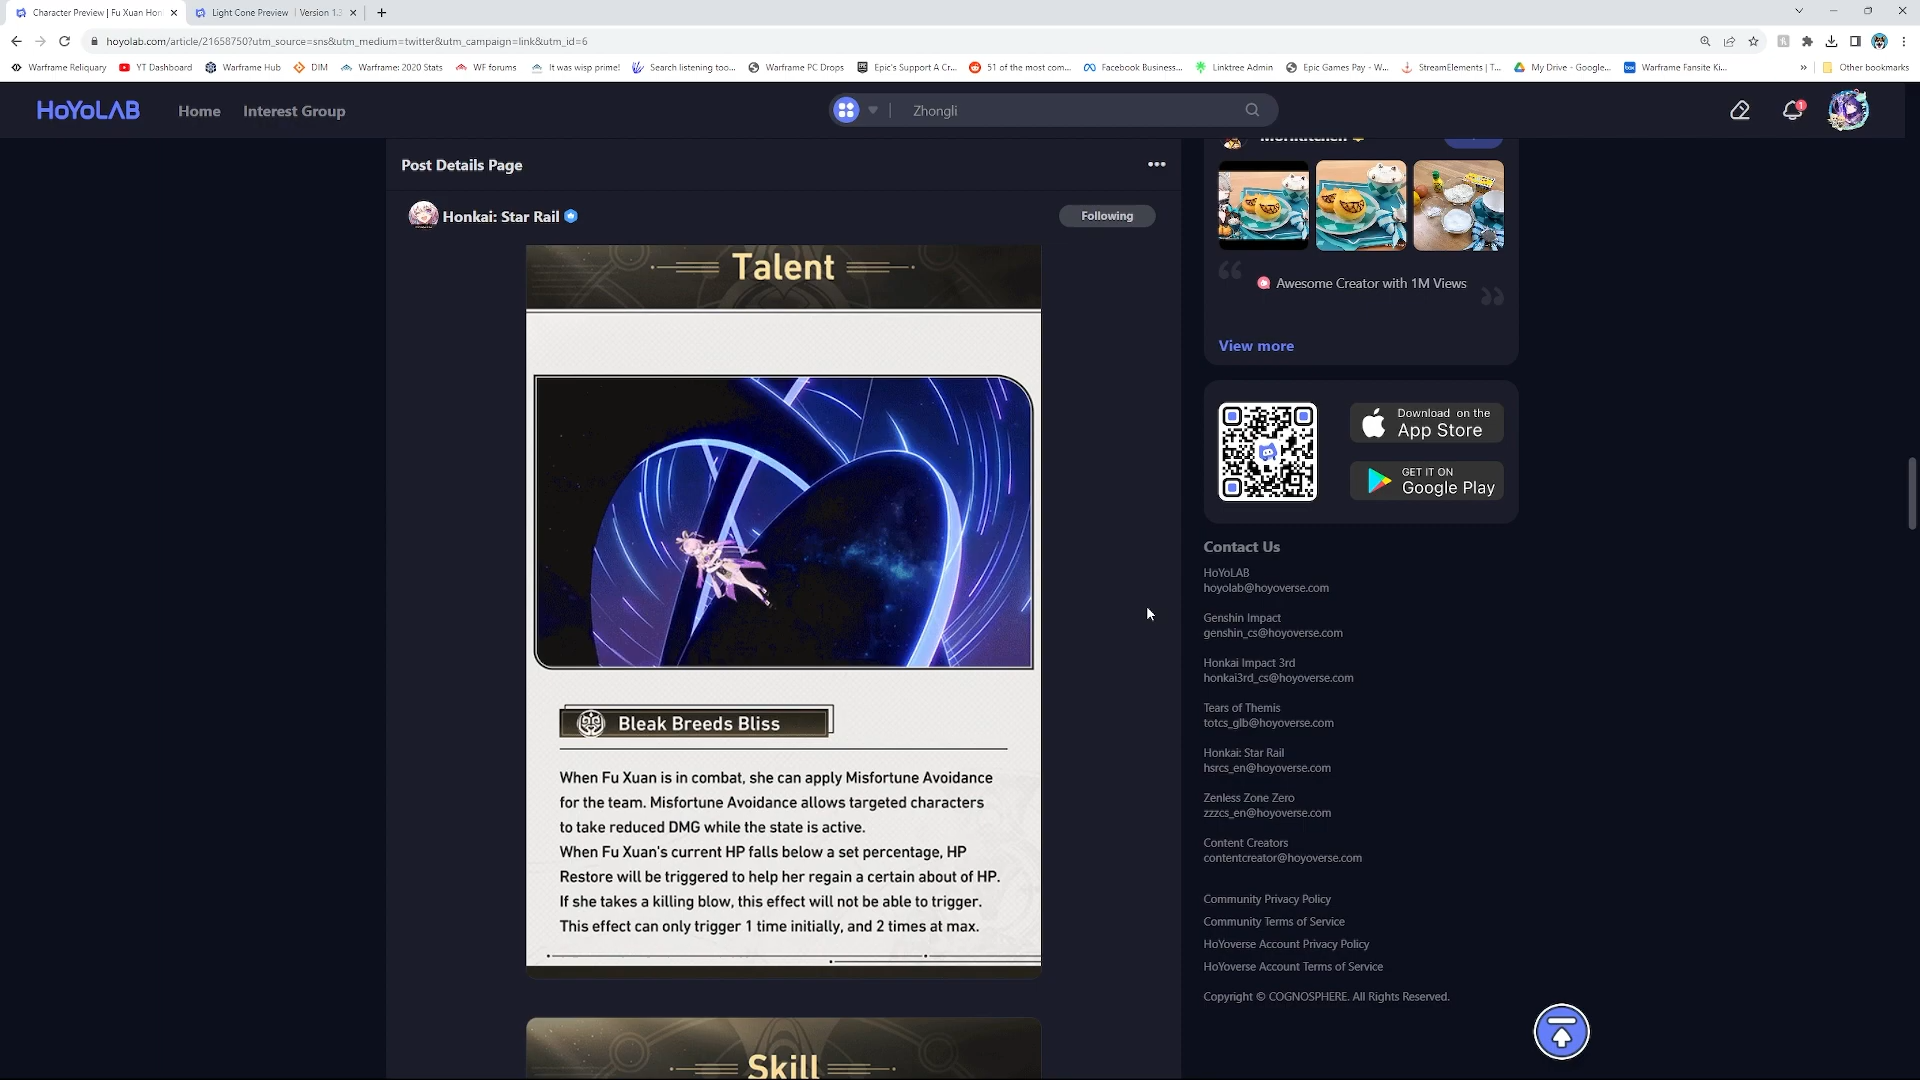 Character Preview | Fu Xuan Hon
Light Cone Preview | Version 1.3
hoyolab.com/article/21658750?utm_source=sns&utm_medium=twitter&utm_campaign=link&utm_id=6
Warframe Reliquary
YT Dashboard
Warframe Hub
DIM
Warframe: 2020 Stats
WF forums
It was wisp prime!
Search listening too...
Warframe PC Drops
Epic's Support A Cr...
51 of the most com...
Facebook Business...
Linktree Admin
Epic Games Pay - W...
StreamElements | T...
My Drive - Google...
Warframe Fansite Ki...
»
Other bookmarks
HoYoLAB
Home
Interest Group
Zhongli
1
Post Details Page
Honkai: Star Rail
Following
Talent
Bleak Breeds Bliss
When Fu Xuan is in combat, she can apply Misfortune Avoidance
for the team. Misfortune Avoidance allows targeted characters
to take reduced DMG while the state is active.
When Fu Xuan's current HP falls below a set percentage, HP
Restore will be triggered to help her regain a certain about of HP.
If she takes a killing blow, this effect will not be able to trigger.
This effect can only trigger 1 time initially, and 2 times at max.
Skill
Awesome Creator with 1M Views
View more
Download on the
App Store
GET IT ON
Google Play
Contact Us
HoYoLAB
hoyolab@hoyoverse.com
Genshin Impact
genshin_cs@hoyoverse.com
Honkai Impact 3rd
honkai3rd_cs@hoyoverse.com
Tears of Themis
totcs_glb@hoyoverse.com
Honkai: Star Rail
hsrcs_en@hoyoverse.com
Zenless Zone Zero
zzzcs_en@hoyoverse.com
Content Creators
contentcreator@hoyoverse.com
Community Privacy Policy
Community Terms of Service
HoYoverse Account Privacy Policy
HoYoverse Account Terms of Service
Copyright © COGNOSPHERE. All Rights Reserved.